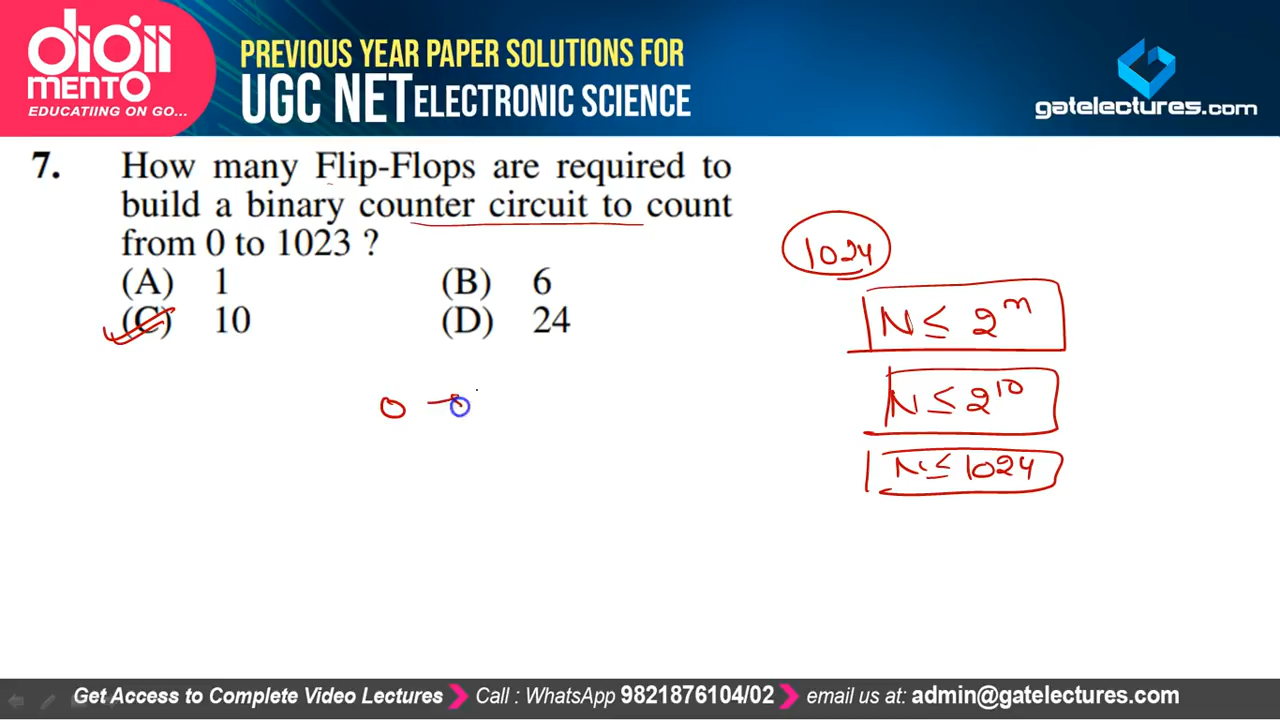 dioii
MENTO
EDUCATIING ON GO...
PREVIOUS YEAR PAPER SOLUTIONS FOR
UGC NET ELECTRONIC SCIENCE
gatelectures.com
7. How many Flip-Flops are required to
build a binary counter circuit to count
from 0 to 1023 ?
(A) 1 (B) 6
(C) 10 (D) 24
1024
N ≤ 2^n
N ≤ 2^10
N ≤ 1024
0 →
Get Access to Complete Video Lectures Call : WhatsApp 9821876104/02 email us at: admin@gatelectures.com